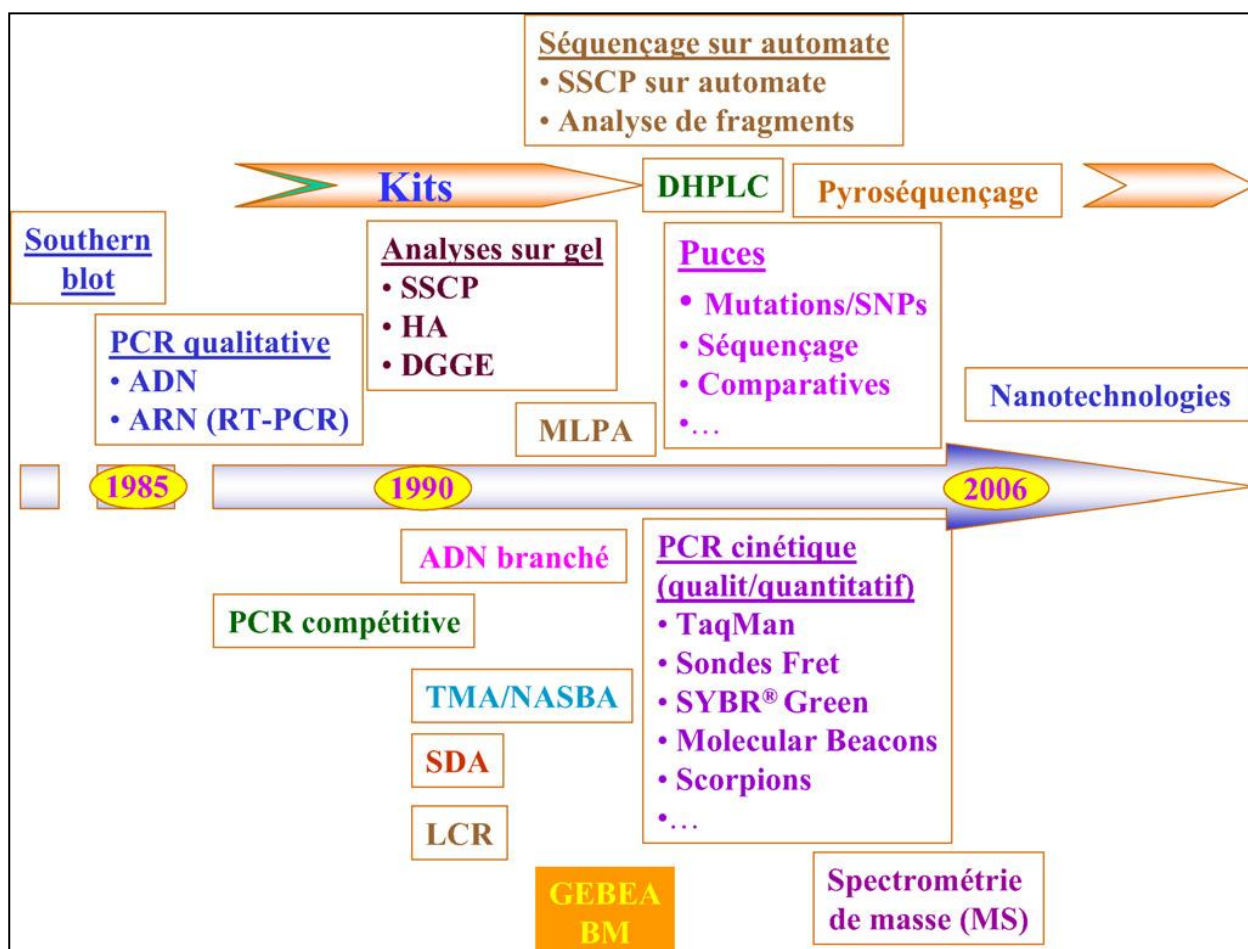 Séquençage sur automate
• SSCP sur automate
• Analyse de fragments
Kits
DHPLC
Pyroséquençage
Southern
blot
Analyses sur gel
• SSCP
• HA
• DGGE
Puces
• Mutations/SNPs
• Séquençage
• Comparatives
•…
PCR qualitative
• ADN
• ARN (RT-PCR)
MLPA
Nanotechnologies
1985
1990
2006
ADN branché
PCR compétitive
TMA/NASBA
SDA
LCR
PCR cinétique
(qualit/quantitatif)
• TaqMan
• Sondes Fret
• SYBR® Green
• Molecular Beacons
• Scorpions
•…
GEBEA
BM
Spectrométrie
de masse (MS)